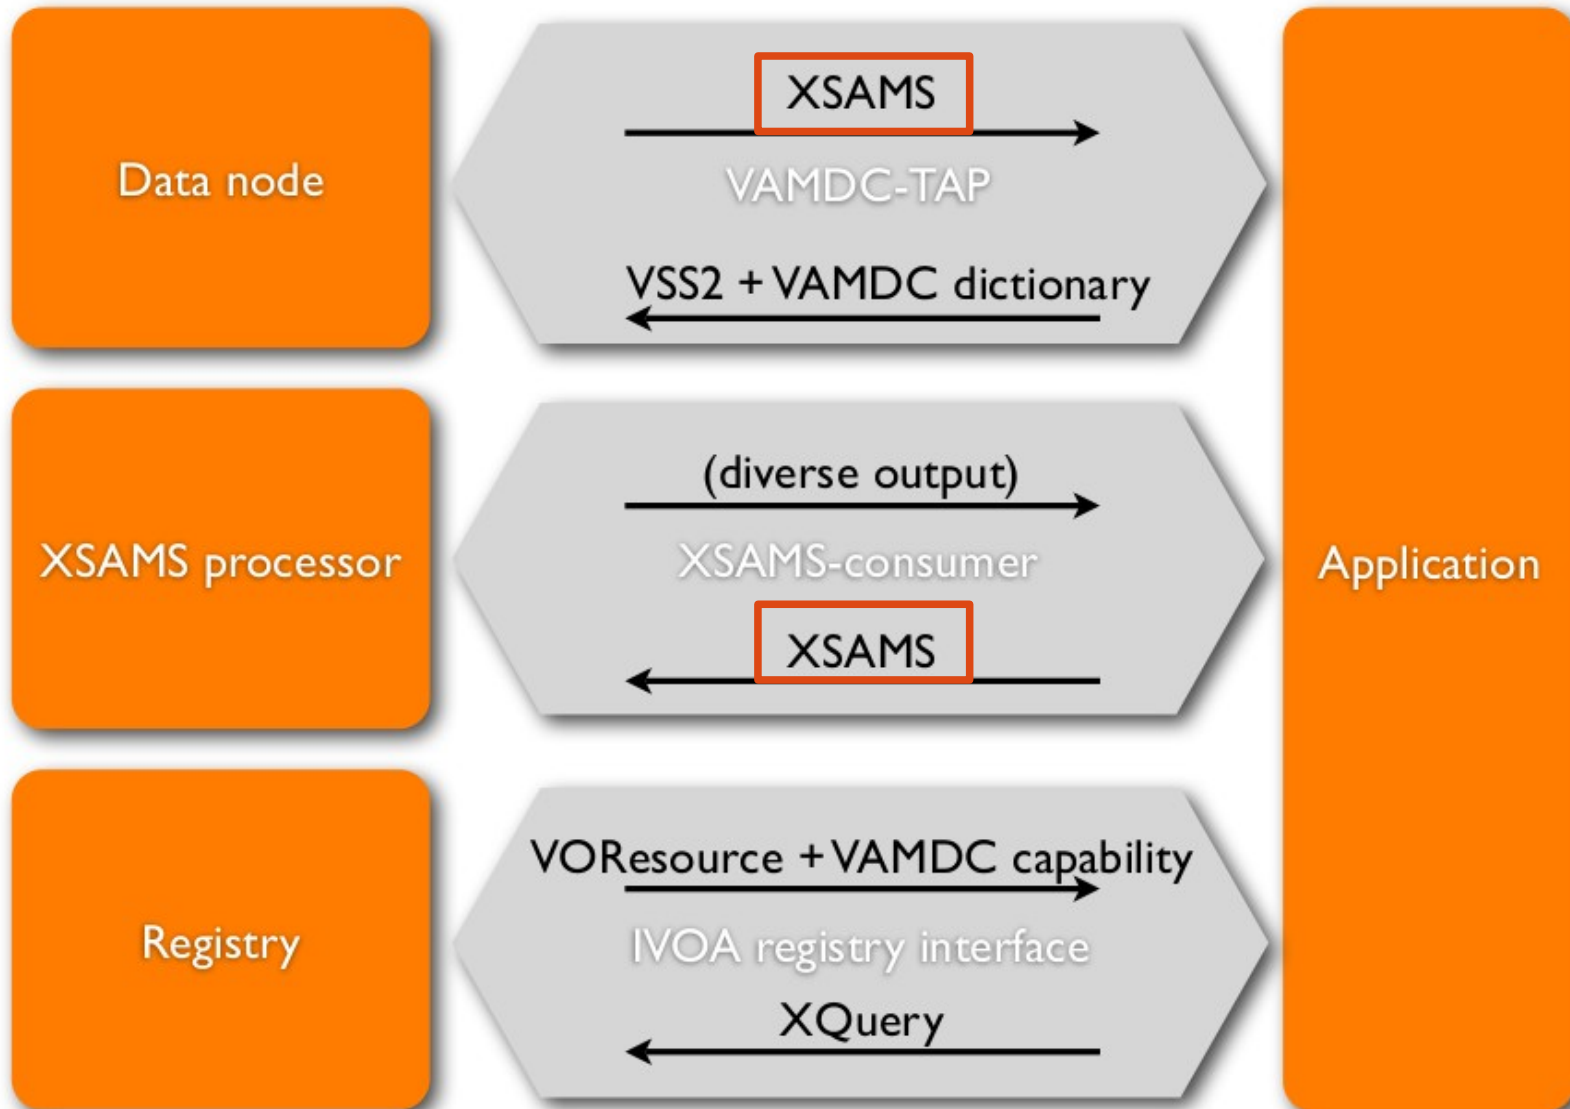 Data node
XSAMS
VAMDC-TAP
VSS2 + VAMDC dictionary
XSAMS processor
(diverse output)
XSAMS-consumer
XSAMS
Application
Registry
VOResource + VAMDC capability
IVOA registry interface
XQuery